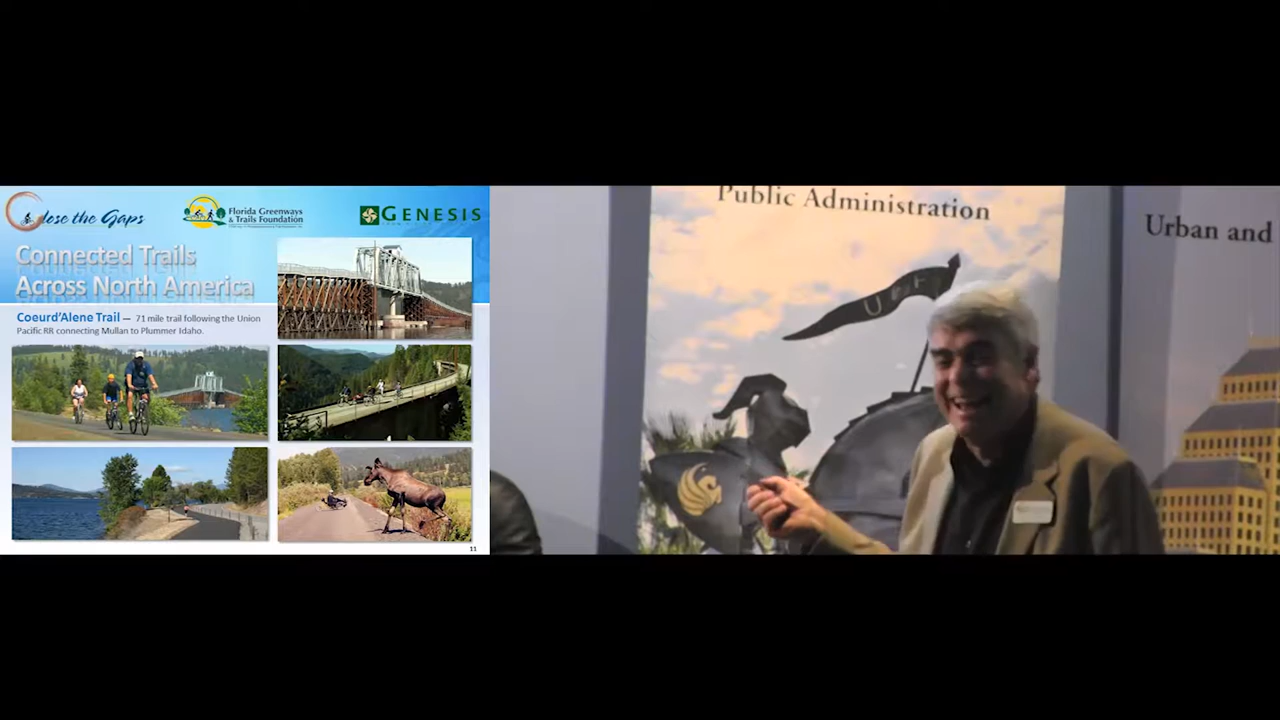 Close the Gaps
Florida Greenways
& Trails Foundation
GENESIS
Connected Trails
Across North America
Coeurd'Alene Trail — 71 mile trail following the Union
Pacific RR connecting Mullan to Plummer Idaho.
11
Public Administration
UCF
Urban and